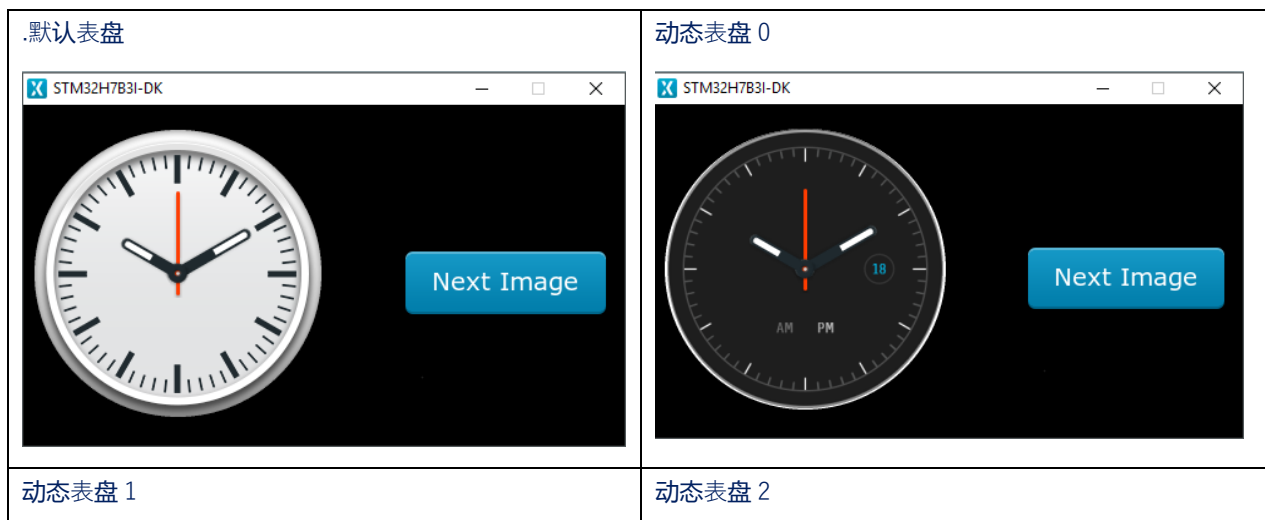 .默认表盘
动态表盘 0
STM32H7B3I-DK
STM32H7B3I-DK
Next Image
18
AM PM
Next Image
动态表盘 1
动态表盘 2